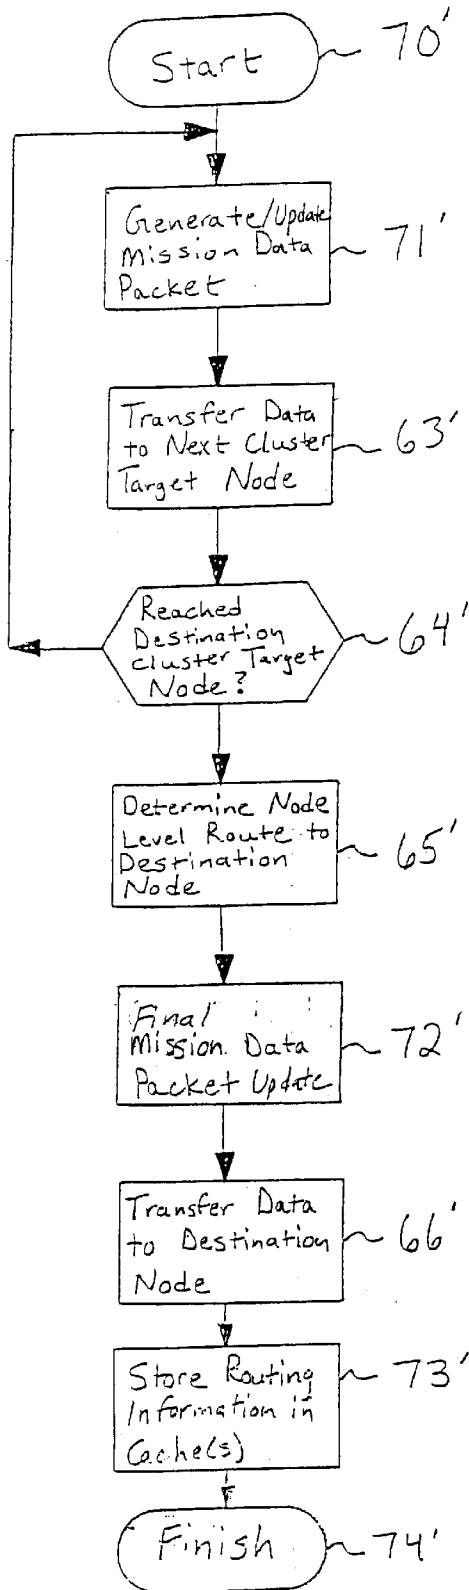 Start
70'
Generate/Update
Mission Data
Packet
71'
Transfer Data
to Next Cluster
Target Node
63'
Reached
Destination
Cluster Target
Node?
64'
Determine Node
Level Route to
Destination
Node
65'
Final
Mission Data
Packet Update
72'
Transfer Data
to Destination
Node
66'
Store Routing
Information in
Cache(s)
73'
Finish
74'